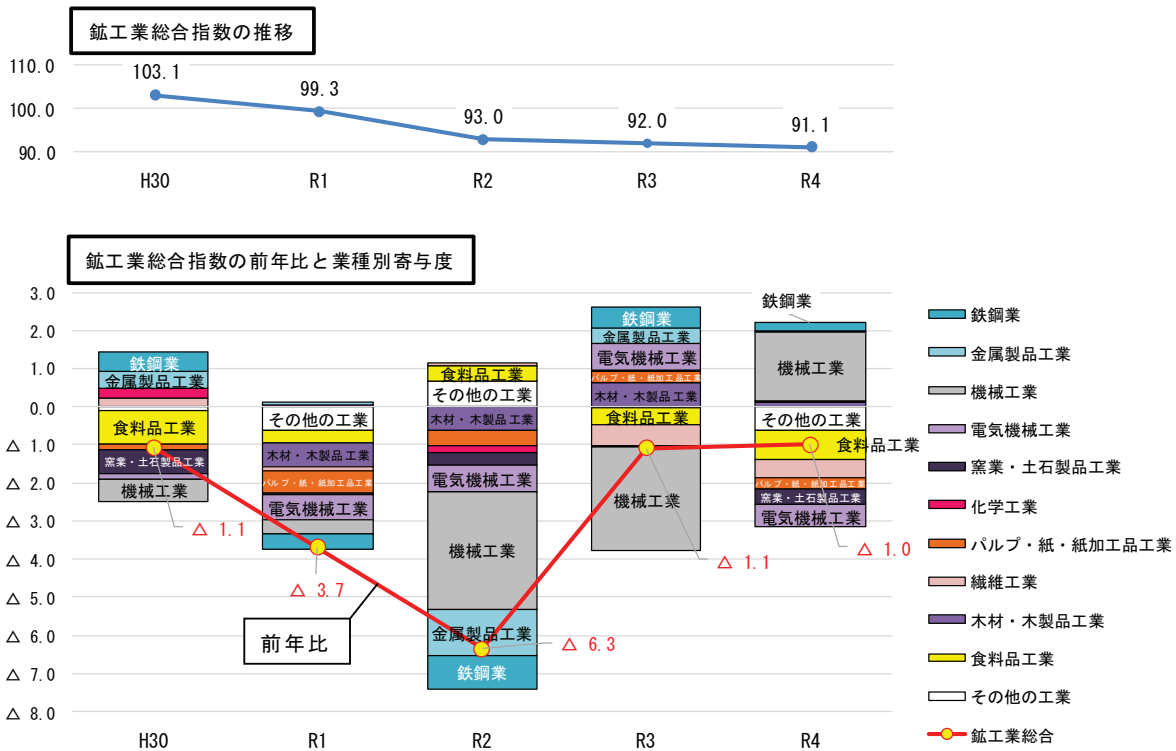 鉱工業総合指数の推移
110.0
100.0
90.0
103.1
99.3
93.0
92.0
91.1
H30
R1
R2
R3
R4
鉱工業総合指数の前年比と業種別寄与度
3.0
2.0
1.0
0.0
△ 1.0
△ 2.0
△ 3.0
△ 4.0
△ 5.0
△ 6.0
△ 7.0
△ 8.0
鉄鋼業
金属製品工業
食料品工業
窯業・土石製品工業
機械工業
△ 1.1
その他の工業
木材・木製品工業
パルプ・紙・紙加工品工業
電気機械工業
△ 3.7
前年比
食料品工業
その他の工業
木材・木製品工業
電気機械工業
機械工業
金属製品工業
鉄鋼業
△ 6.3
鉄鋼業
金属製品工業
電気機械工業
パルプ・紙・紙加工品工業
木材・木製品工業
食料品工業
機械工業
△ 1.1
鉄鋼業
機械工業
その他の工業
食料品工業
パルプ・紙・紙加工品工業
窯業・土石製品工業
電気機械工業
△ 1.0
H30
R1
R2
R3
R4
鉄鋼業
金属製品工業
機械工業
電気機械工業
窯業・土石製品工業
化学工業
パルプ・紙・紙加工品工業
繊維工業
木材・木製品工業
食料品工業
その他の工業
鉱工業総合